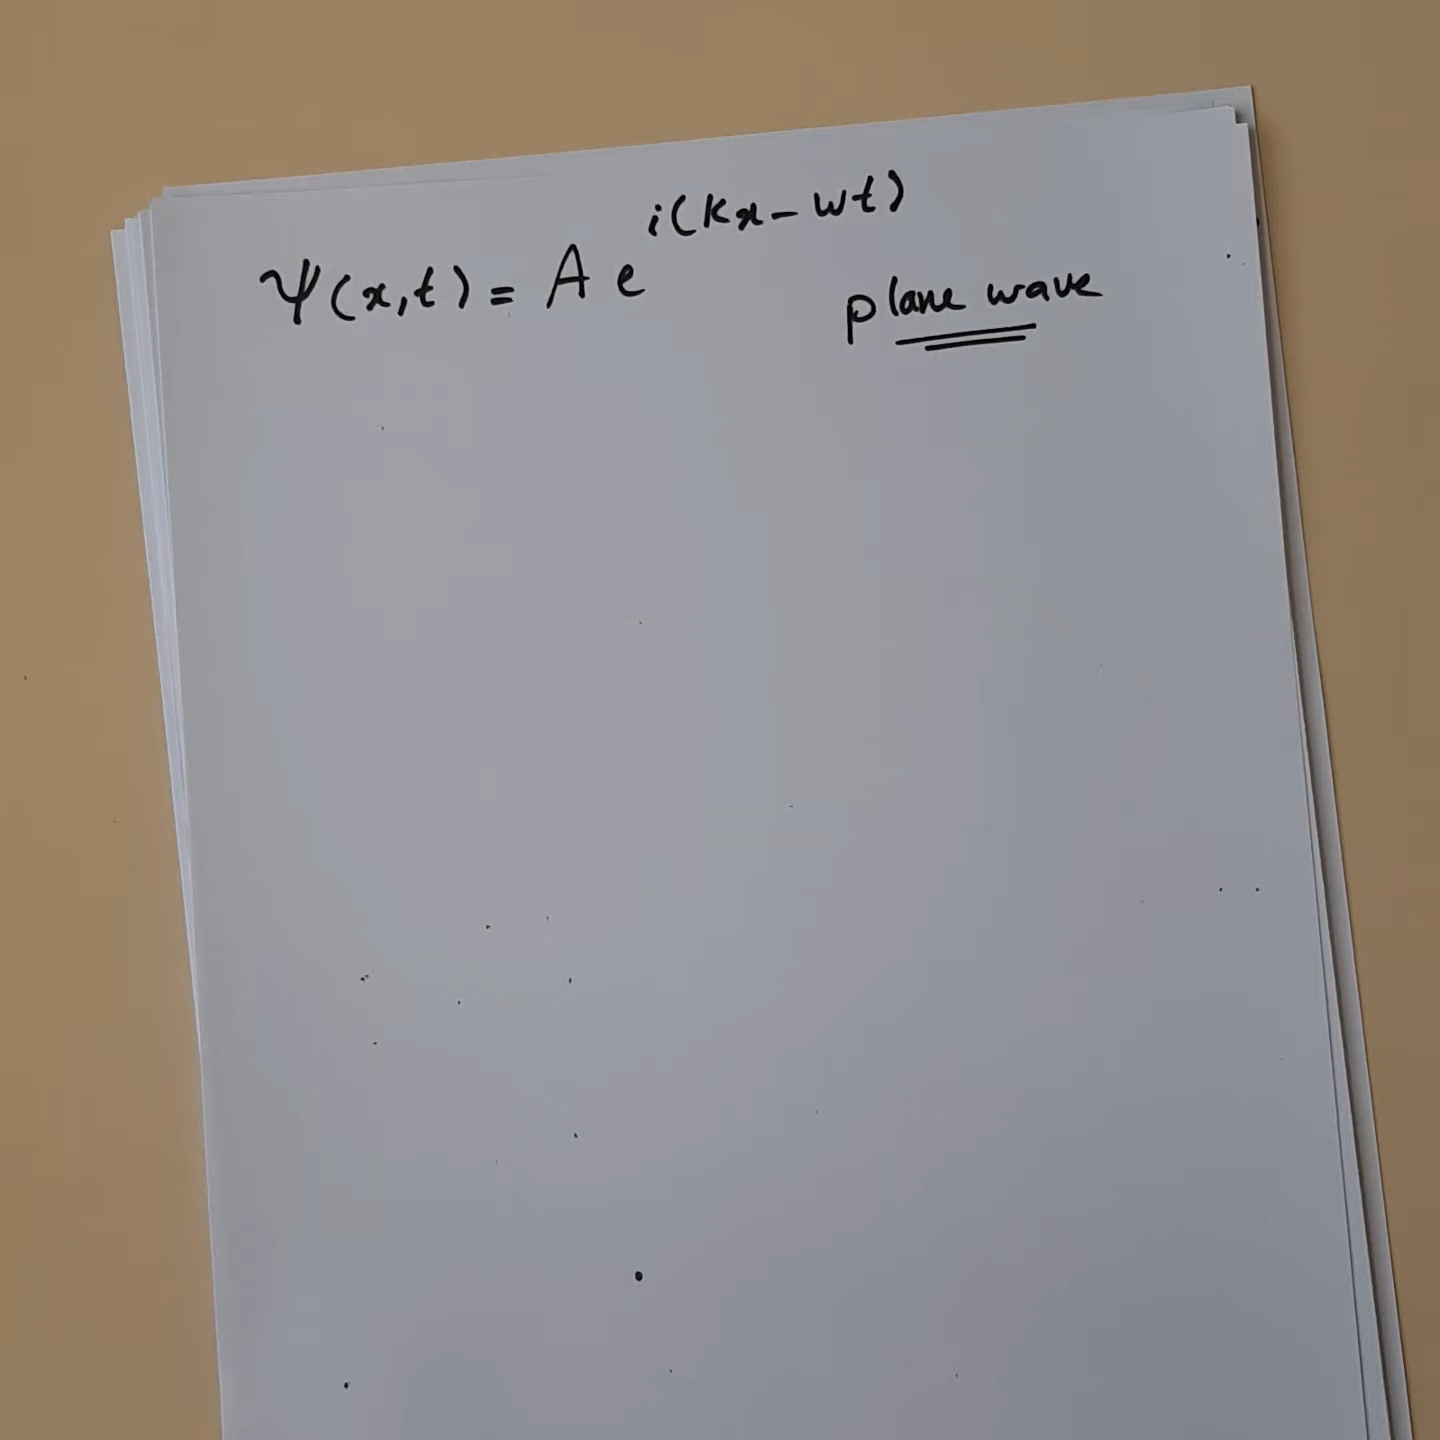 ψ(x,t) = A e^{i(kx - wt)}
plane wave